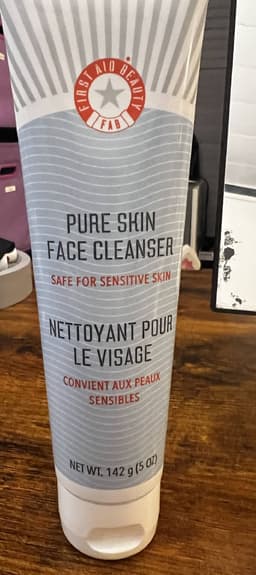 FIRST AID BEAUTY
FAB
PURE SKIN
FACE CLEANSER
SAFE FOR SENSITIVE SKIN
NETTOYANT POUR
LE VISAGE
CONVIENT AUX PEAUX
SENSIBLES
NET WT. 142 g (5 OZ)